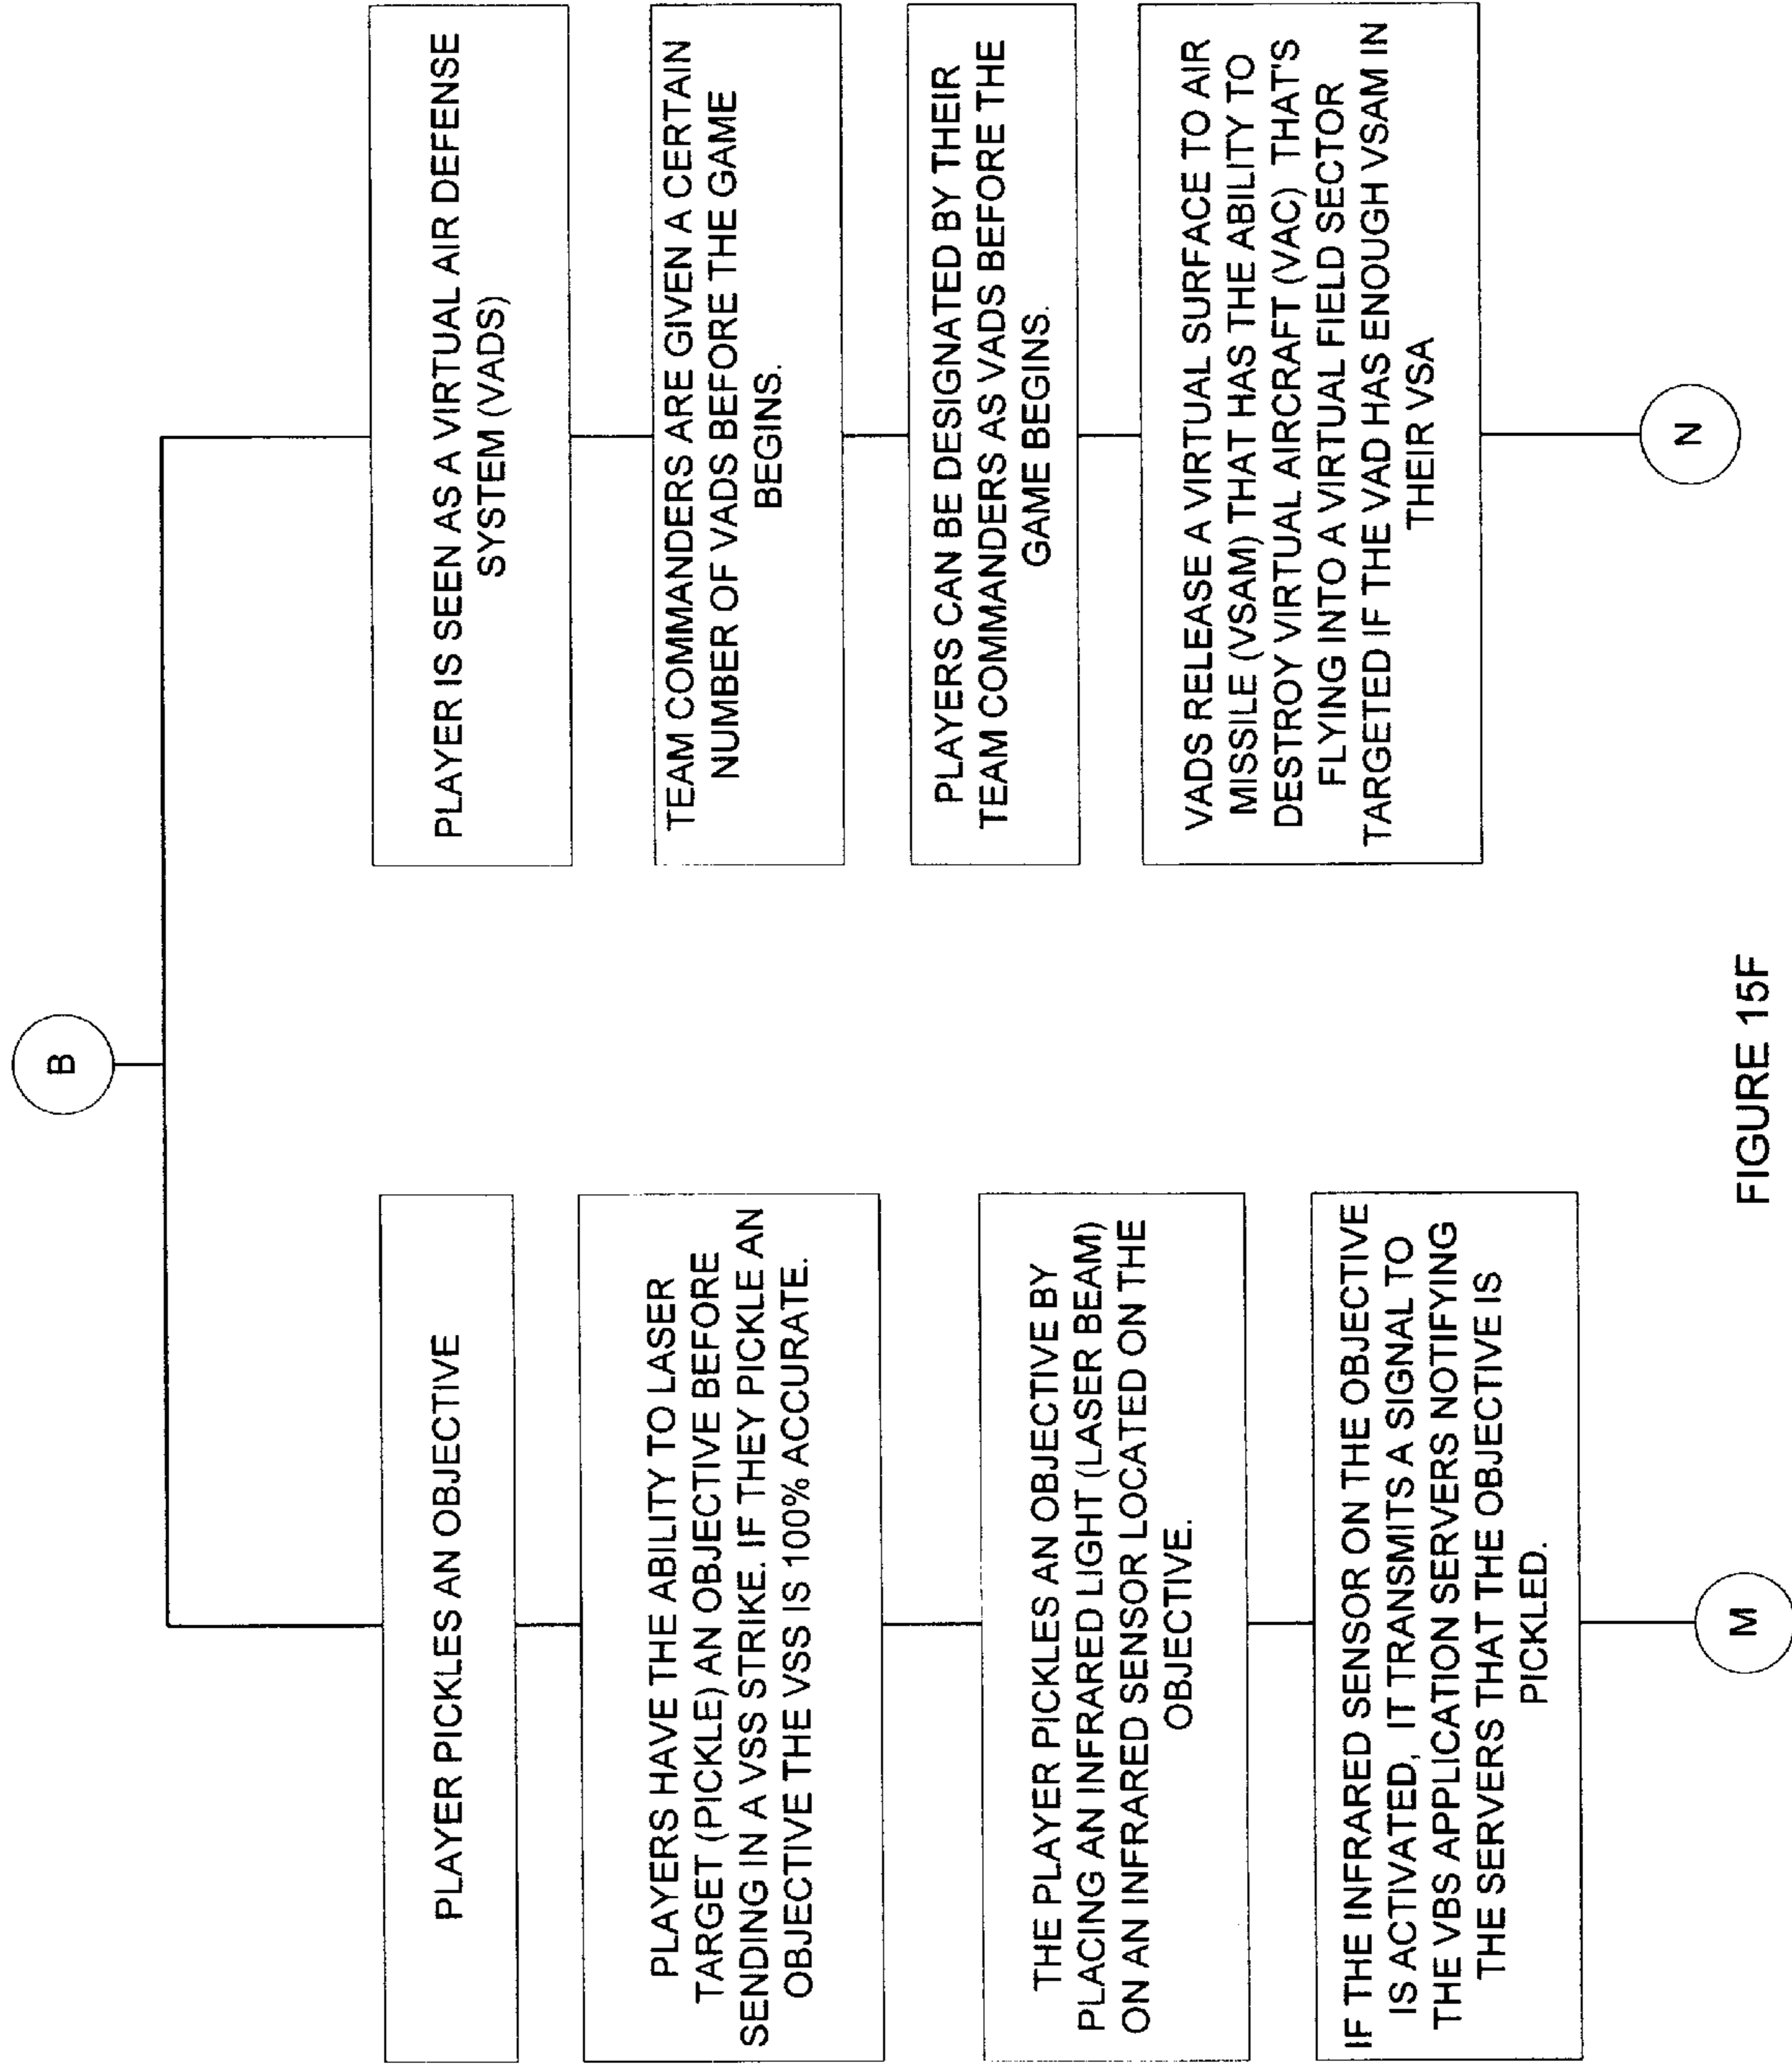 B
PLAYER PICKLES AN OBJECTIVE
PLAYERS HAVE THE ABILITY TO LASER
TARGET (PICKLE) AN OBJECTIVE BEFORE
SENDING IN A VSS STRIKE. IF THEY PICKLE AN
OBJECTIVE THE VSS IS 100% ACCURATE.
THE PLAYER PICKLES AN OBJECTIVE BY
PLACING AN INFRARED LIGHT (LASER BEAM)
ON AN INFRARED SENSOR LOCATED ON THE
OBJECTIVE.
IF THE INFRARED SENSOR ON THE OBJECTIVE
IS ACTIVATED, IT TRANSMITS A SIGNAL TO
THE VBS APPLICATION SERVERS NOTIFYING
THE SERVERS THAT THE OBJECTIVE IS
PICKLED.
M
PLAYER IS SEEN AS A VIRTUAL AIR DEFENSE
SYSTEM (VADS)
TEAM COMMANDERS ARE GIVEN A CERTAIN
NUMBER OF VADS BEFORE THE GAME
BEGINS.
PLAYERS CAN BE DESIGNATED BY THEIR
TEAM COMMANDERS AS VADS BEFORE THE
GAME BEGINS.
VADS RELEASE A VIRTUAL SURFACE TO AIR
MISSILE (VSAM) THAT HAS THE ABILITY TO
DESTROY VIRTUAL AIRCRAFT (VAC) THAT'S
FLYING INTO A VIRTUAL FIELD SECTOR
TARGETED IF THE VAD HAS ENOUGH VSAM IN
THEIR VSA
N
FIGURE 15F